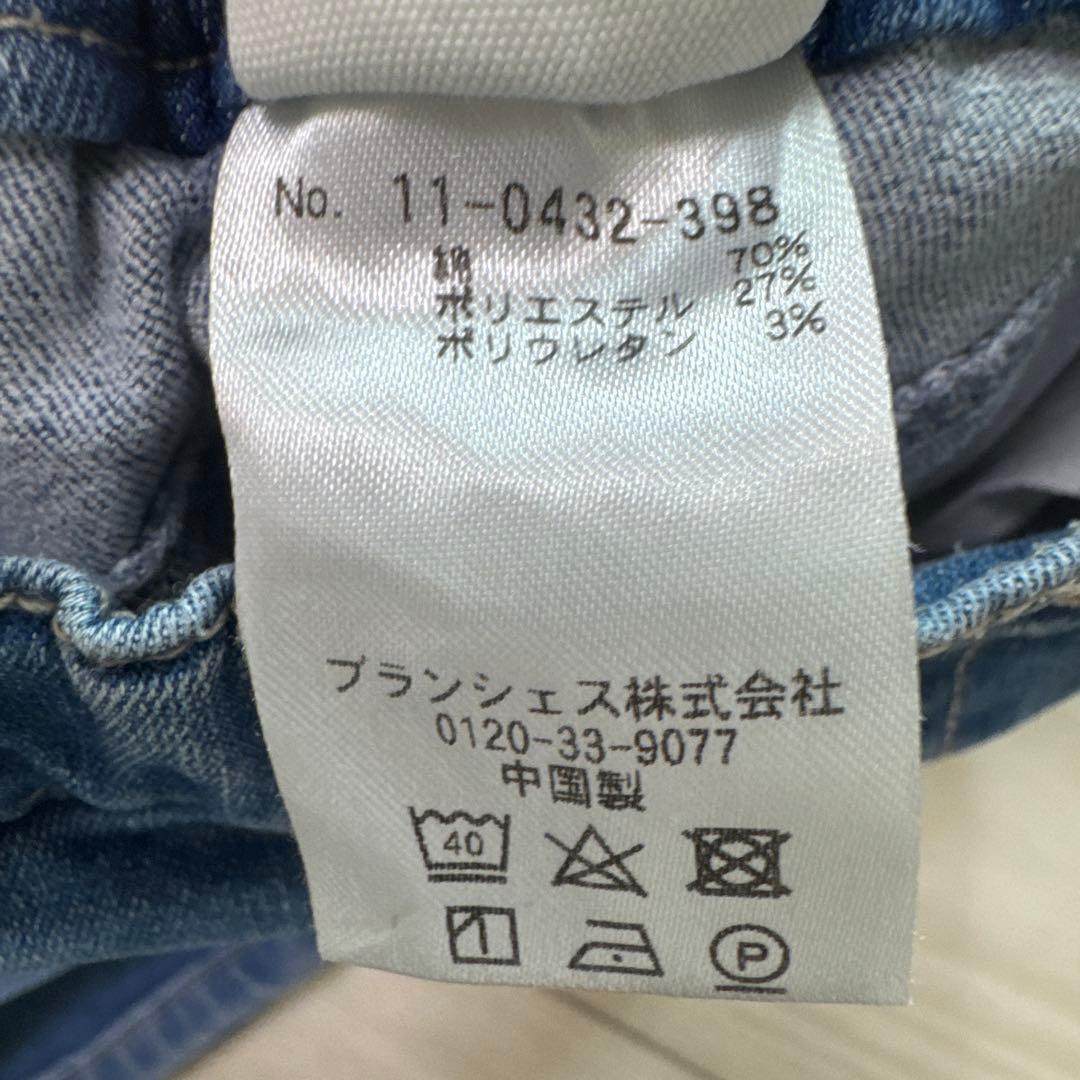 No. 11-0432-398
綿 70%
ポリエステル 27%
ポリウレタン 3%
ブランシェス株式会社
0120-33-9077
中国製
40
P